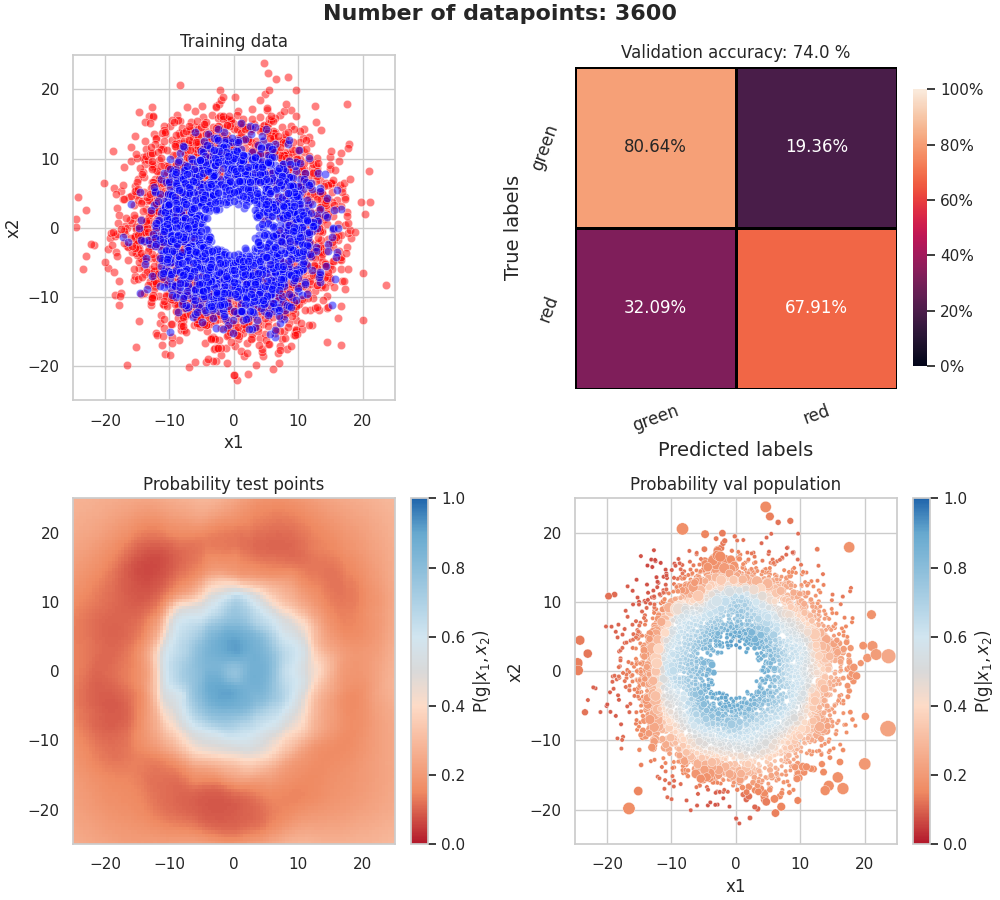 Number of datapoints: 3600
Training data
x2
20
10
0
−10
−20
−20 −10 0 10 20
x1
Validation accuracy: 74.0 %
True labels
green
red
80.64% 19.36%
32.09% 67.91%
green red
Predicted labels
100%
80%
60%
40%
20%
0%
Probability test points
20
10
0
−10
−20
−20 −10 0 10 20
1.0
0.8
0.6
0.4
0.2
0.0
P(g|x₁, x₂)
Probability val population
x2
20
10
0
−10
−20
−20 −10 0 10 20
x1
1.0
0.8
0.6
0.4
0.2
0.0
P(g|x₁, x₂)